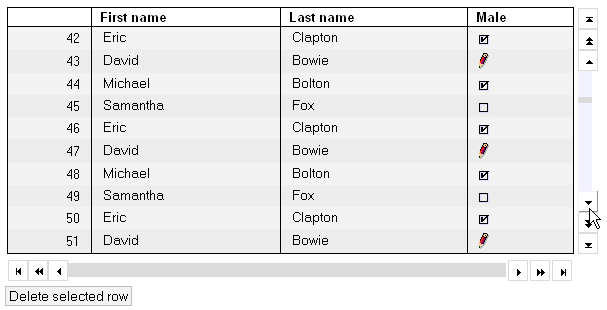 First name Last name Male
42 Eric Clapton
43 David Bowie
44 Michael Bolton
45 Samantha Fox
46 Eric Clapton
47 David Bowie
48 Michael Bolton
49 Samantha Fox
50 Eric Clapton
51 David Bowie
Delete selected row